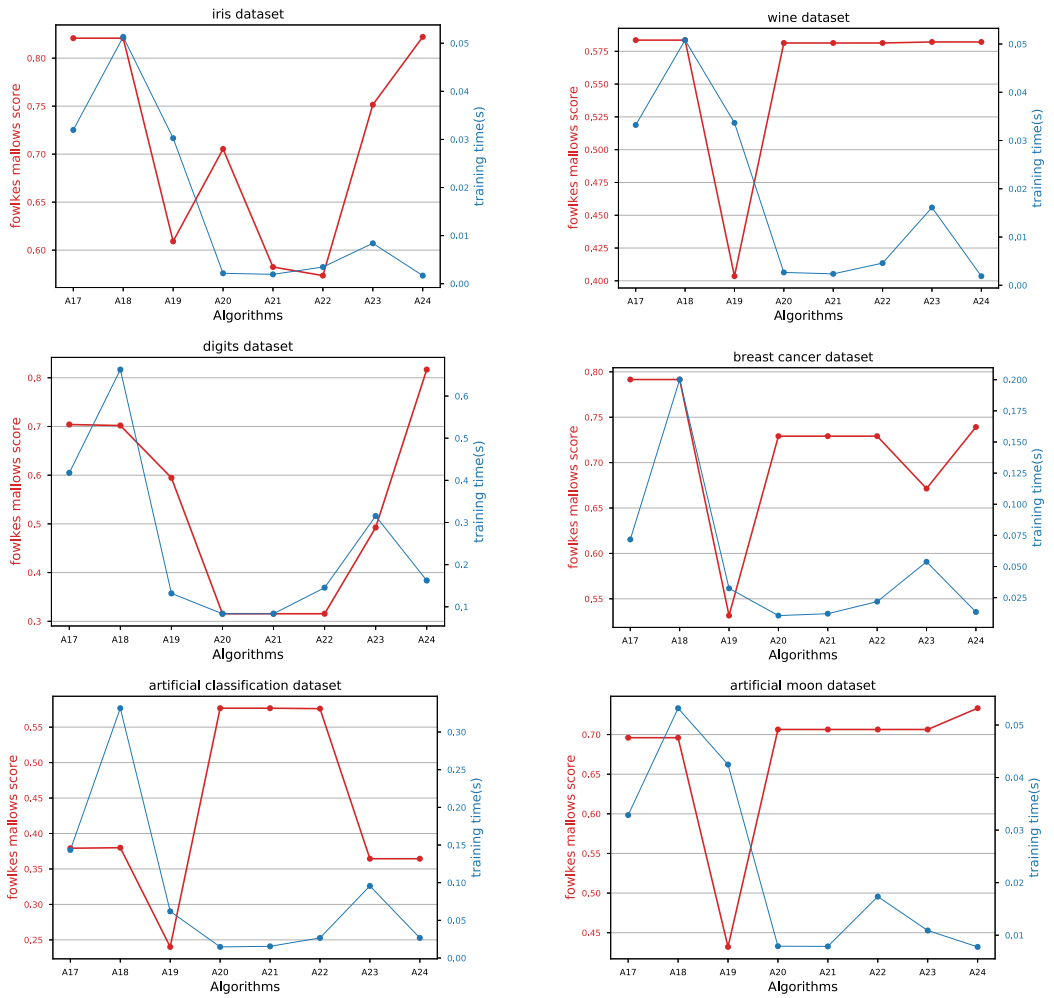 iris dataset
0.80
0.75
0.70
0.65
0.60
fowlkes mallows score
0.05
0.04
0.03
0.02
0.01
0.00
training time(s)
A17 A18 A19 A20 A21 A22 A23 A24
Algorithms
wine dataset
0.575
0.550
0.525
0.500
0.475
0.450
0.425
0.400
fowlkes mallows score
0.05
0.04
0.03
0.02
0.01
0.00
training time(s)
A17 A18 A19 A20 A21 A22 A23 A24
Algorithms
digits dataset
0.8
0.7
0.6
0.5
0.4
0.3
fowlkes mallows score
0.6
0.5
0.4
0.3
0.2
0.1
training time(s)
A17 A18 A19 A20 A21 A22 A23 A24
Algorithms
breast cancer dataset
0.80
0.75
0.70
0.65
0.60
0.55
fowlkes mallows score
0.200
0.175
0.150
0.125
0.100
0.075
0.050
0.025
training time(s)
A17 A18 A19 A20 A21 A22 A23 A24
Algorithms
artificial classification dataset
0.55
0.50
0.45
0.40
0.35
0.30
0.25
fowlkes mallows score
0.30
0.25
0.20
0.15
0.10
0.05
0.00
training time(s)
A17 A18 A19 A20 A21 A22 A23 A24
Algorithms
artificial moon dataset
0.70
0.65
0.60
0.55
0.50
0.45
fowlkes mallows score
0.05
0.04
0.03
0.02
0.01
training time(s)
A17 A18 A19 A20 A21 A22 A23 A24
Algorithms